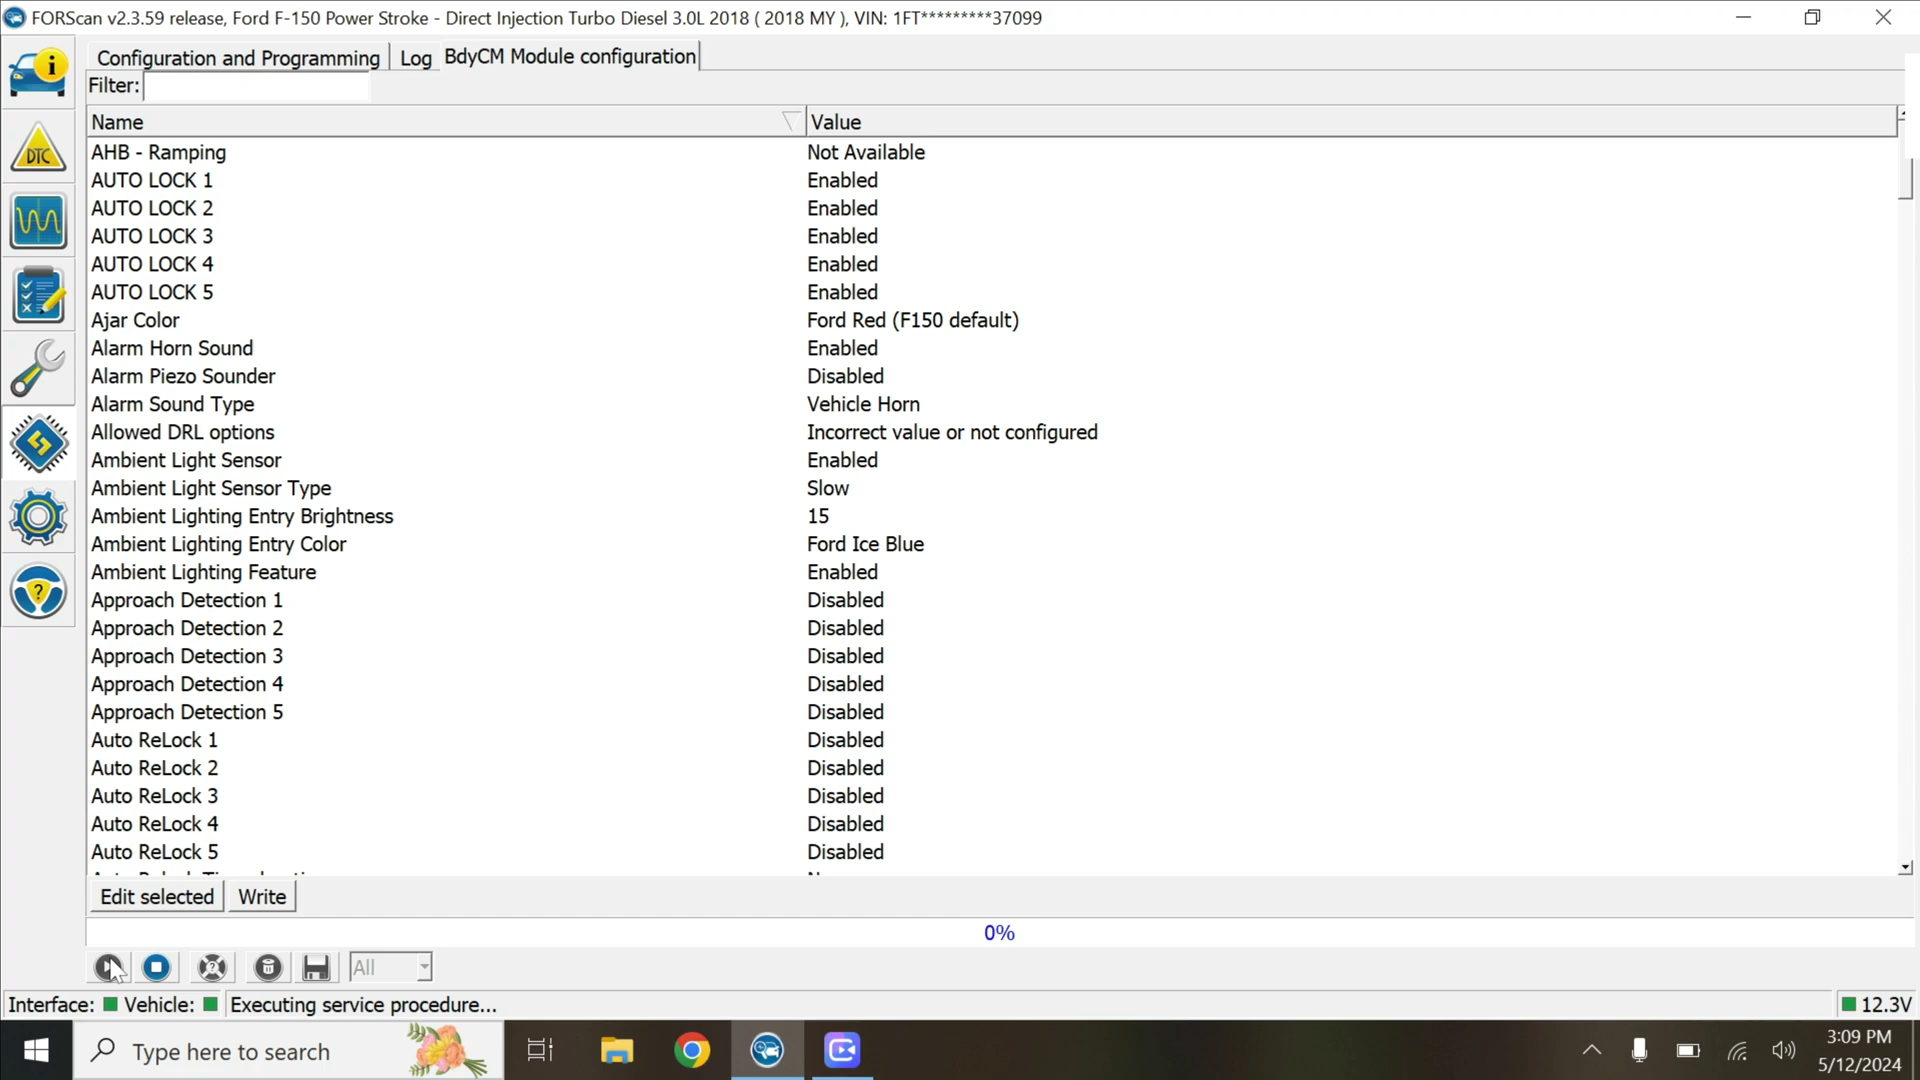 FORScan v2.3.59 release, Ford F-150 Power Stroke - Direct Injection Turbo Diesel 3.0L 2018 ( 2018 MY ), VIN: 1FT*********37099
Configuration and Programming Log BdyCM Module configuration
Filter:
Name Value
AHB - Ramping Not Available
AUTO LOCK 1 Enabled
AUTO LOCK 2 Enabled
AUTO LOCK 3 Enabled
AUTO LOCK 4 Enabled
AUTO LOCK 5 Enabled
Ajar Color Ford Red (F150 default)
Alarm Horn Sound Enabled
Alarm Piezo Sounder Disabled
Alarm Sound Type Vehicle Horn
Allowed DRL options Incorrect value or not configured
Ambient Light Sensor Enabled
Ambient Light Sensor Type Slow
Ambient Lighting Entry Brightness 15
Ambient Lighting Entry Color Ford Ice Blue
Ambient Lighting Feature Enabled
Approach Detection 1 Disabled
Approach Detection 2 Disabled
Approach Detection 3 Disabled
Approach Detection 4 Disabled
Approach Detection 5 Disabled
Auto ReLock 1 Disabled
Auto ReLock 2 Disabled
Auto ReLock 3 Disabled
Auto ReLock 4 Disabled
Auto ReLock 5 Disabled
Edit selected Write
0%
All
Interface: Vehicle: Executing service procedure... 12.3V
Type here to search
3:09 PM
5/12/2024
DTC